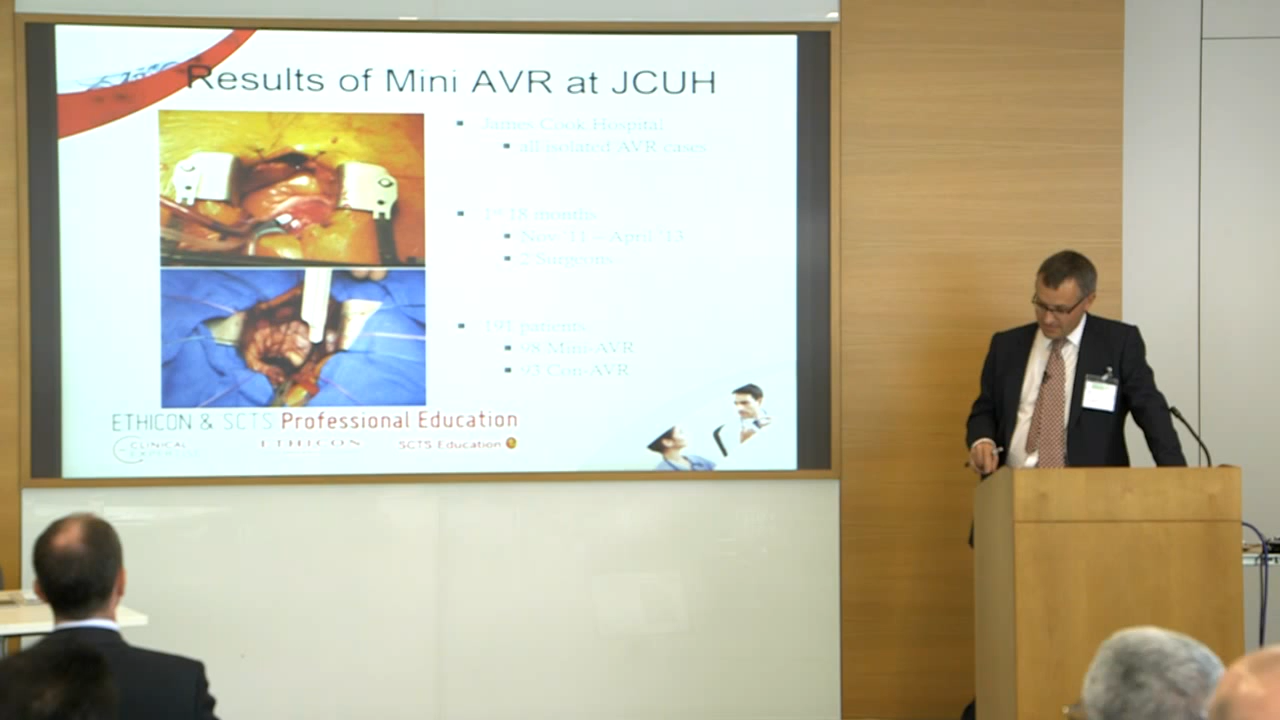 Results of Mini AVR at JCUH
James Cook Hospital
all isolated AVR cases
1st 18 months
Nov '11 – April '13
2 Surgeons
191 patients
98 Mini-AVR
93 Con-AVR
ETHICON & SCTS Professional Education
CLINICAL
ETHICON
SCTS Education